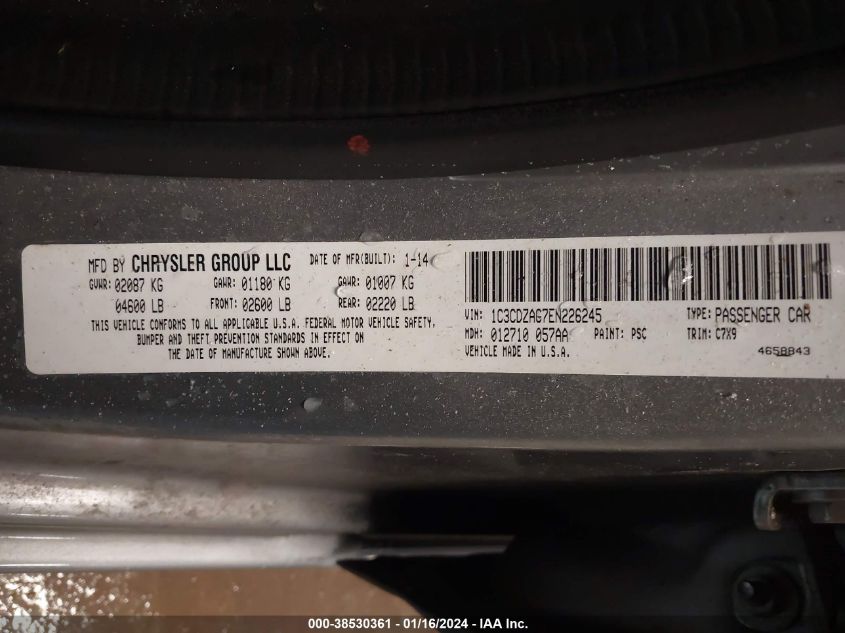 MFD BY CHRYSLER GROUP LLC DATE OF MFR(BUILT): 1-14
GVWR: 02087 KG GAWR: 01180 KG GAWR: 01007 KG
04600 LB FRONT: 02600 LB REAR: 02220 LB
THIS VEHICLE CONFORMS TO ALL APPLICABLE U.S.A. FEDERAL MOTOR VEHICLE SAFETY,
BUMPER AND THEFT PREVENTION STANDARDS IN EFFECT ON
THE DATE OF MANUFACTURE SHOWN ABOVE.
VIN: 1C3CDZAG7EN226245 TYPE: PASSENGER CAR
MDH: 012710 057AA PAINT: PSC TRIM: C7X9
VEHICLE MADE IN U.S.A. 4658843
000-38530361 - 01/16/2024 - IAA Inc.